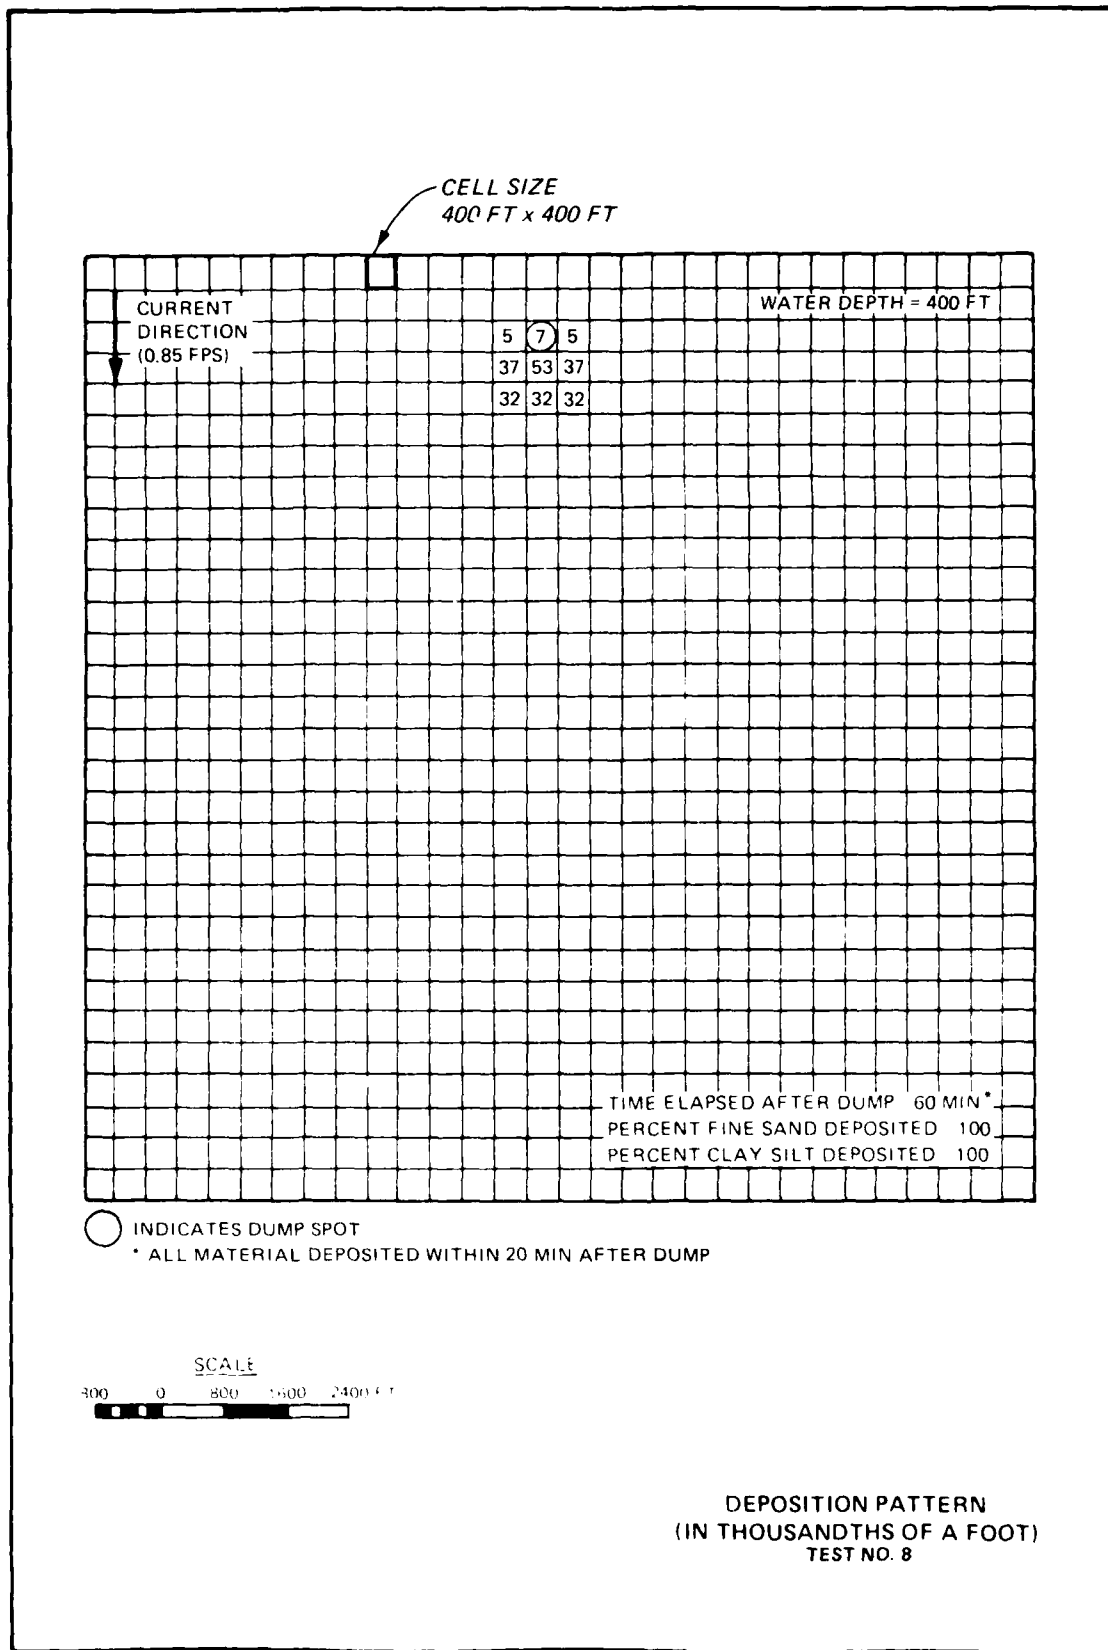 CELL SIZE
400 FT x 400 FT
CURRENT
DIRECTION
(0.85 FPS)
WATER DEPTH = 400 FT
5 7 5
37 53 37
32 32 32
TIME ELAPSED AFTER DUMP 60 MIN*
PERCENT FINE SAND DEPOSITED 100
PERCENT CLAY SILT DEPOSITED 100
INDICATES DUMP SPOT
* ALL MATERIAL DEPOSITED WITHIN 20 MIN AFTER DUMP
SCALE
0 800 1600 2400 FT
DEPOSITION PATTERN
(IN THOUSANDTHS OF A FOOT)
TEST NO. 8